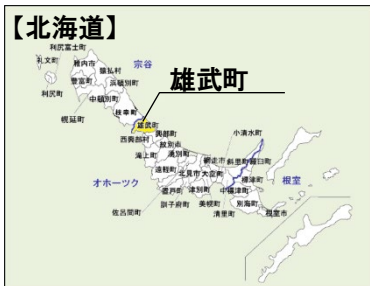 【北海道】
利尻富士町
宗谷
礼文町
稚内市
猿払村
豊富町
浜頓別町
利尻町
中頓別町
雄武町
幌延町
枝幸町
雄武町
興部町
小清水町
西興部村
紋別市
滝上町
湧別町
網走市
斜里町
羅臼町
オホーツク
遠軽町
北見市
大空町
標津町
根室
置戸町
津別町
中標津町
佐呂間町
訓子府町
美幌町
別海町
清里町
根室市